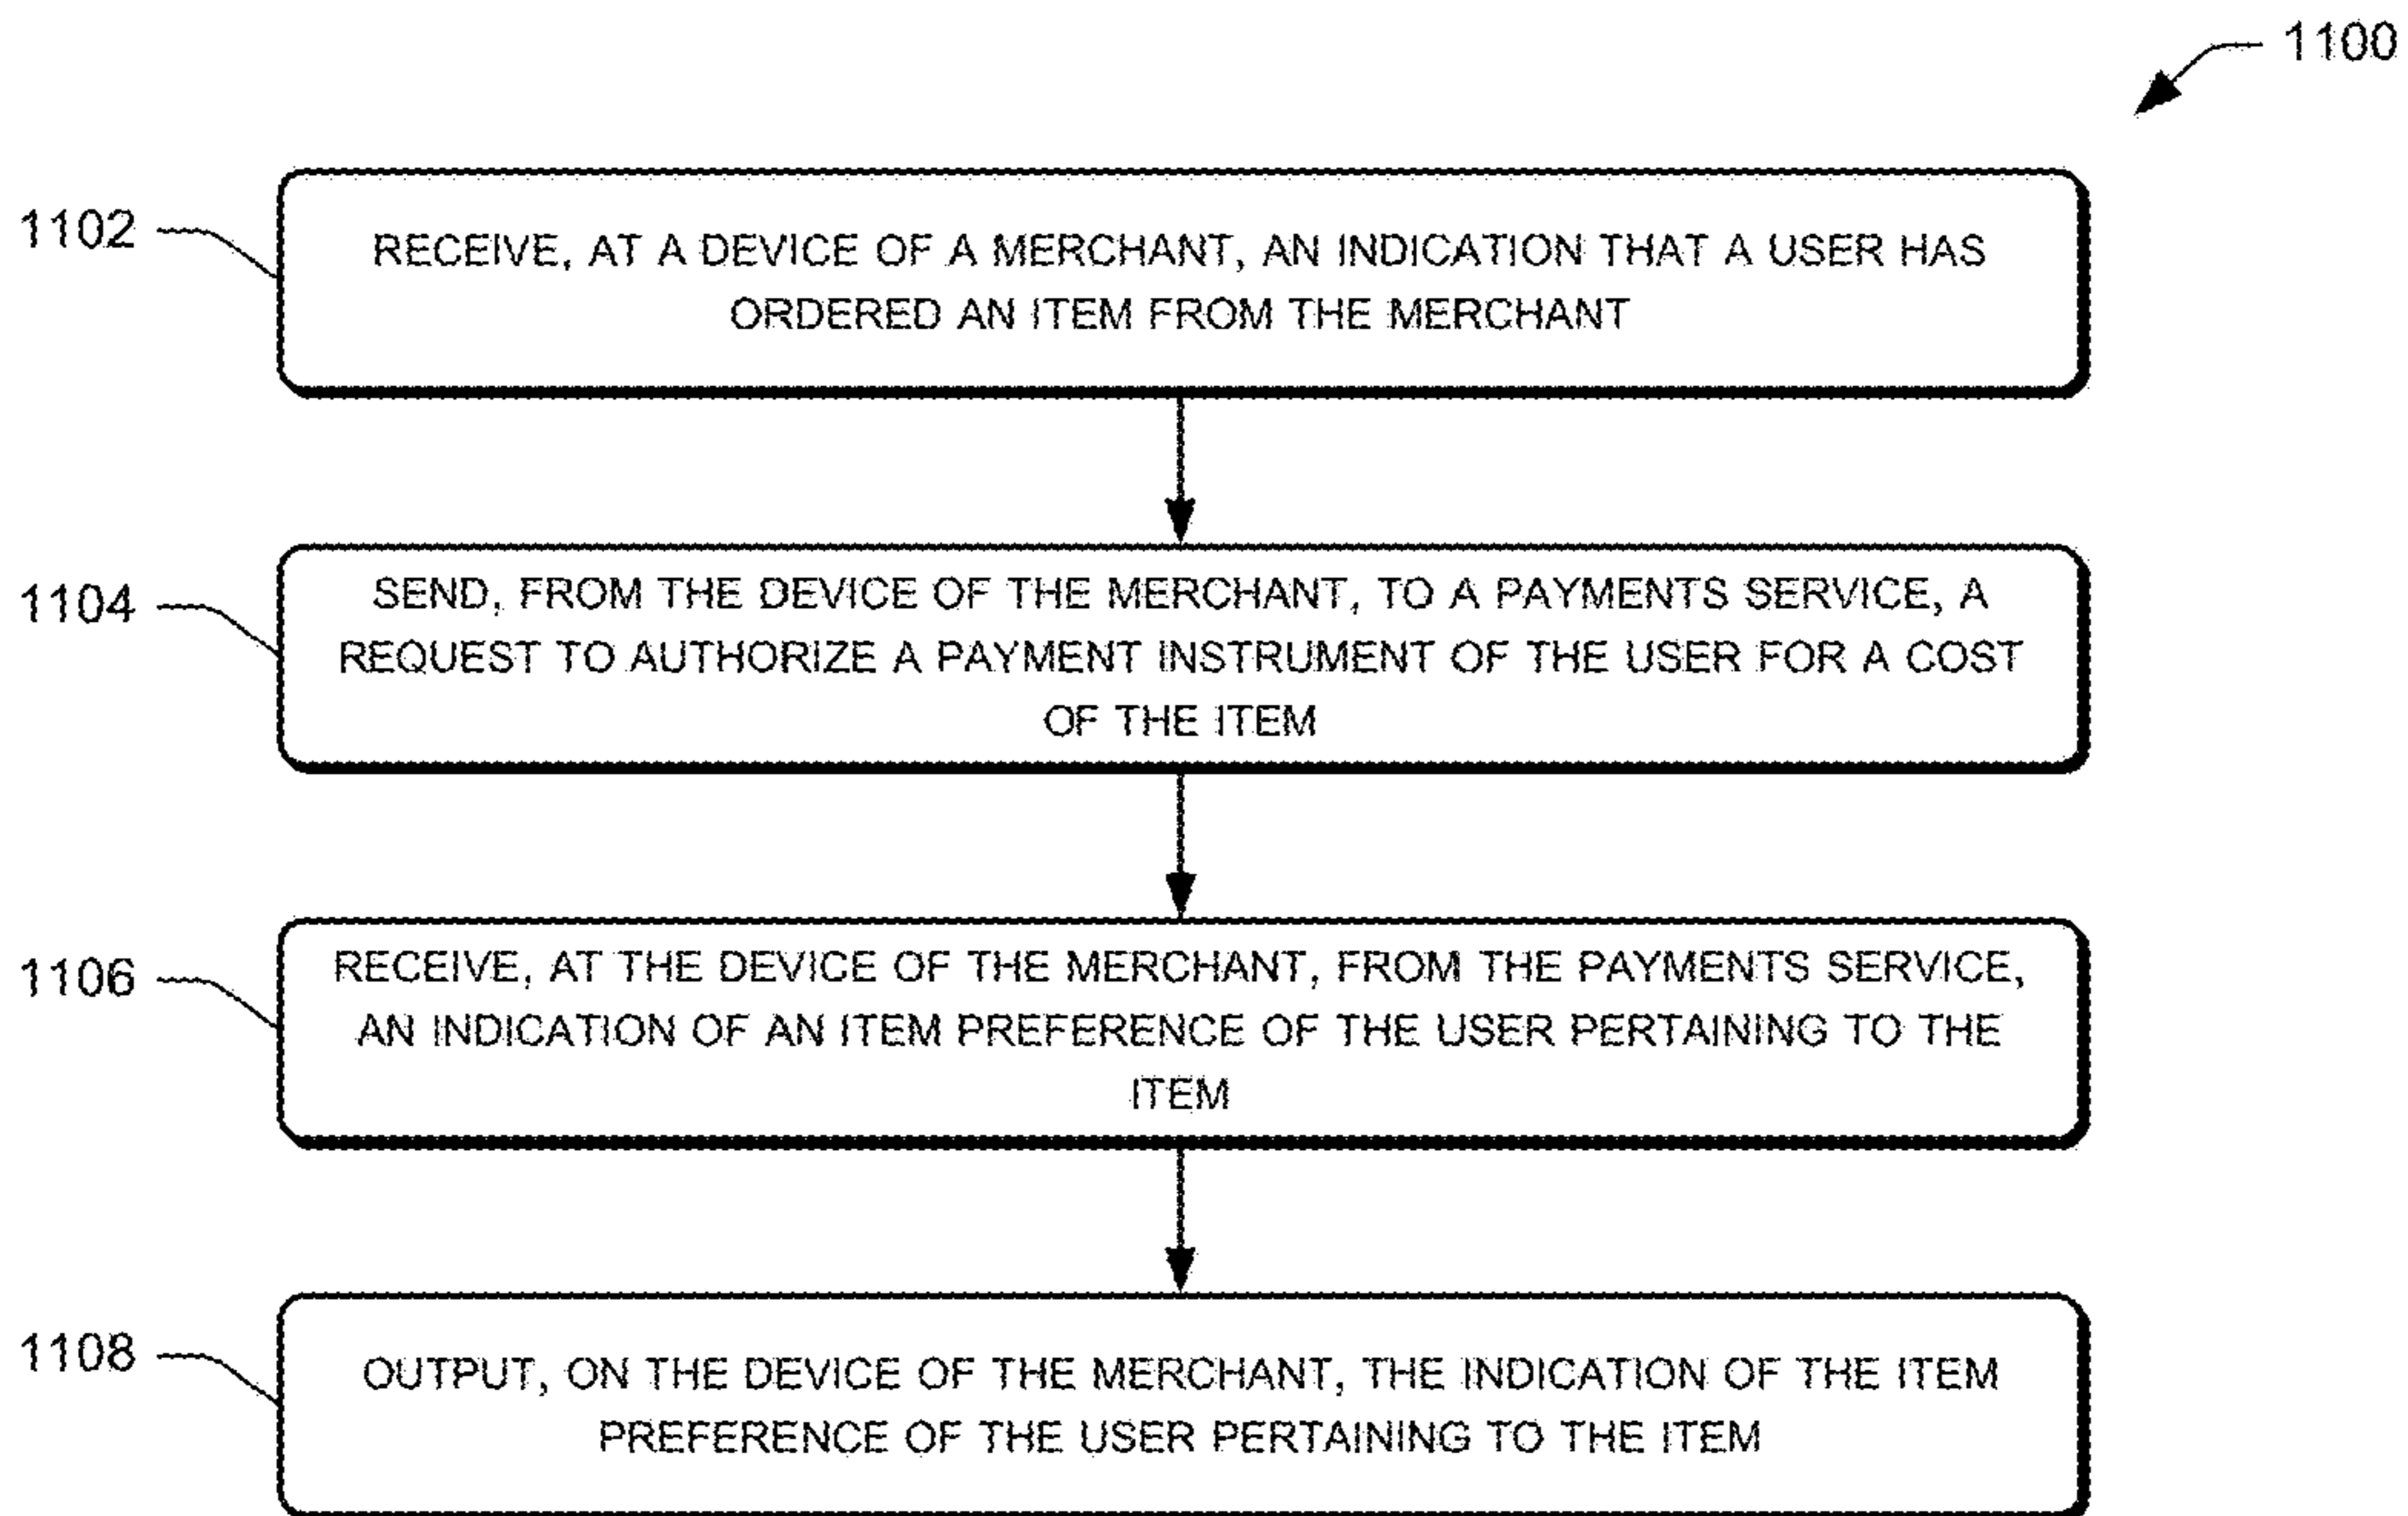 1100
1102
RECEIVE, AT A DEVICE OF A MERCHANT, AN INDICATION THAT A USER HAS
ORDERED AN ITEM FROM THE MERCHANT
1104
SEND, FROM THE DEVICE OF THE MERCHANT, TO A PAYMENTS SERVICE, A
REQUEST TO AUTHORIZE A PAYMENT INSTRUMENT OF THE USER FOR A COST
OF THE ITEM
1106
RECEIVE, AT THE DEVICE OF THE MERCHANT, FROM THE PAYMENTS SERVICE,
AN INDICATION OF AN ITEM PREFERENCE OF THE USER PERTAINING TO THE
ITEM
1108
OUTPUT, ON THE DEVICE OF THE MERCHANT, THE INDICATION OF THE ITEM
PREFERENCE OF THE USER PERTAINING TO THE ITEM